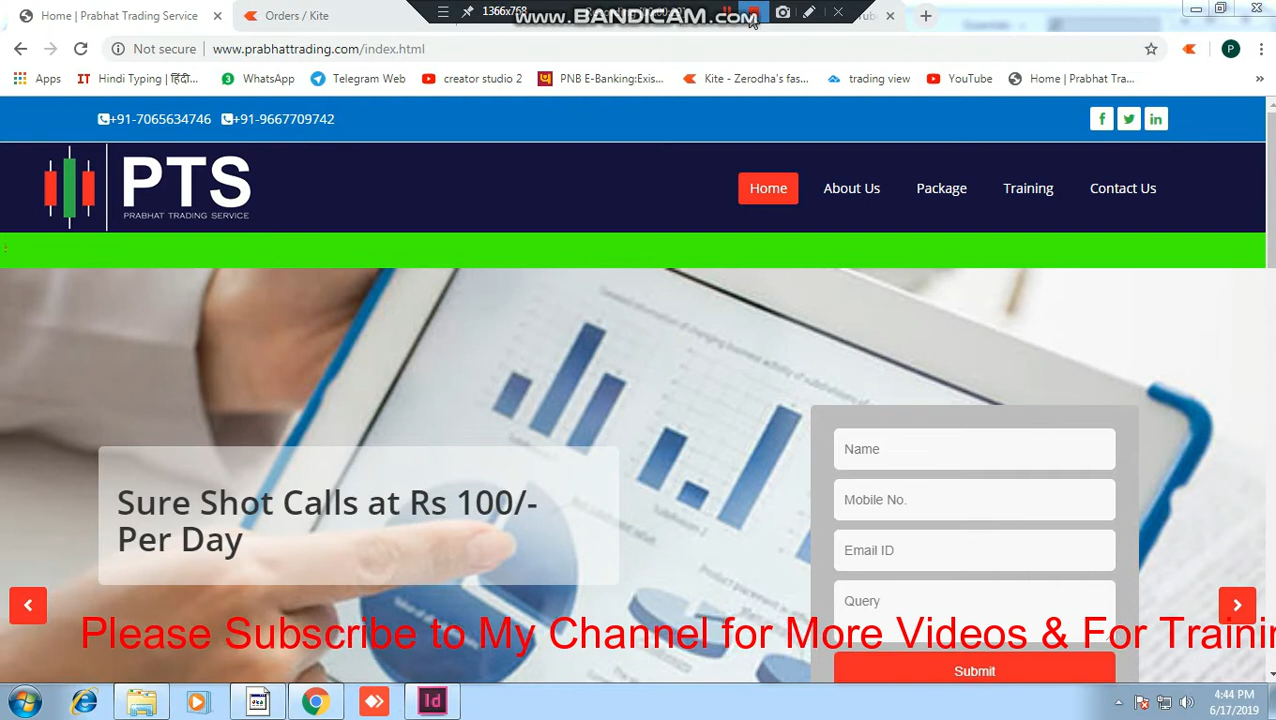 Home | Prabhat Trading Service
Orders / Kite
1366x768
www.BANDICAM.com
Not secure
www.prabhattrading.com/index.html
P
Apps
IT Hindi Typing | हिंदी...
3 WhatsApp
Telegram Web
creator studio 2
PNB E-Banking:Exis...
Kite - Zerodha's fas...
trading view
YouTube
Home | Prabhat Tra...
»
+91-7065634746 +91-9667709742
PTS
PRABHAT TRADING SERVICE
Home
About Us
Package
Training
Contact Us
Sure Shot Calls at Rs 100/-
Per Day
Name
Mobile No.
Email ID
Query
Please Subscribe to My Channel for More Videos & For Trainin
Submit
Id
4:44 PM
6/17/2019